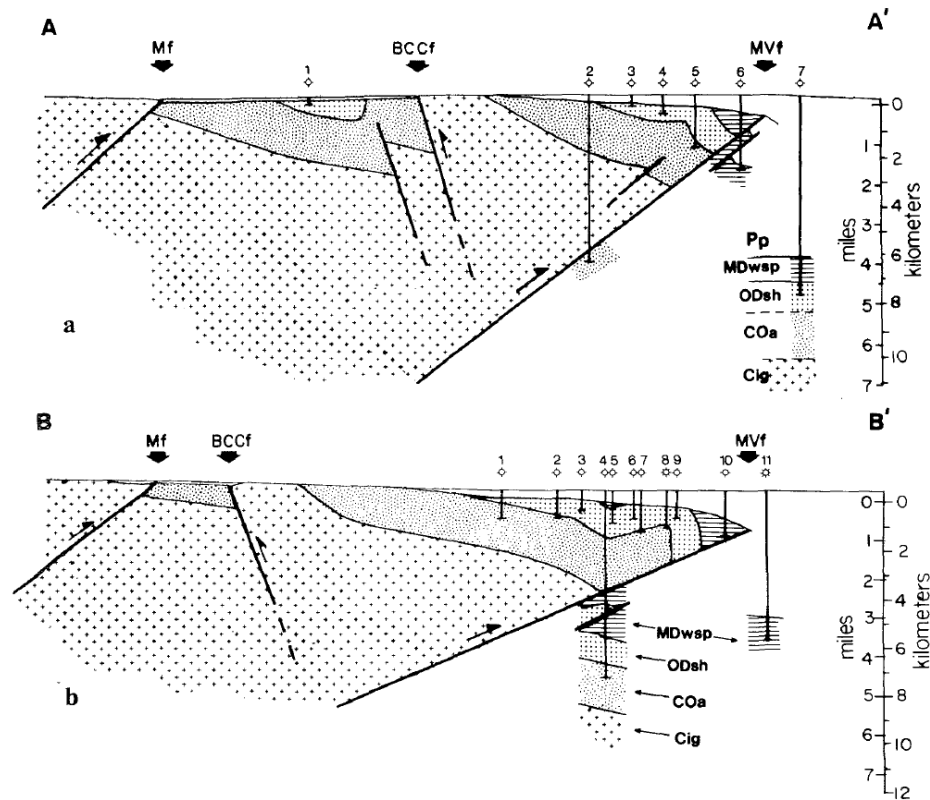 A A'
Mf BCCf MVf
1 2 3 4 5 6 7
0
1
2
2
4
3
Pp
4 6
MDwsp
ODsh
5 8
COa
6
10
Cig
7
miles
kilometers
a
B B'
Mf BCCf MVf
1 2 3 4 5 6 7 8 9 10 11
0 0
1
2
2
4
3
MDwsp
6
4
ODsh
COa
5 8
Cig
6
10
7
12
miles
kilometers
b